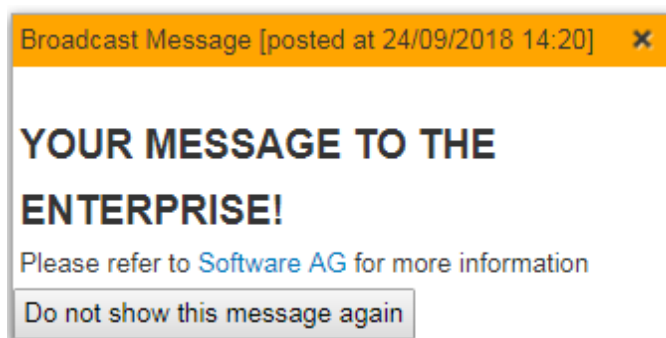 Broadcast Message [posted at 24/09/2018 14:20]
YOUR MESSAGE TO THE
ENTERPRISE!
Please refer to Software AG for more information
Do not show this message again